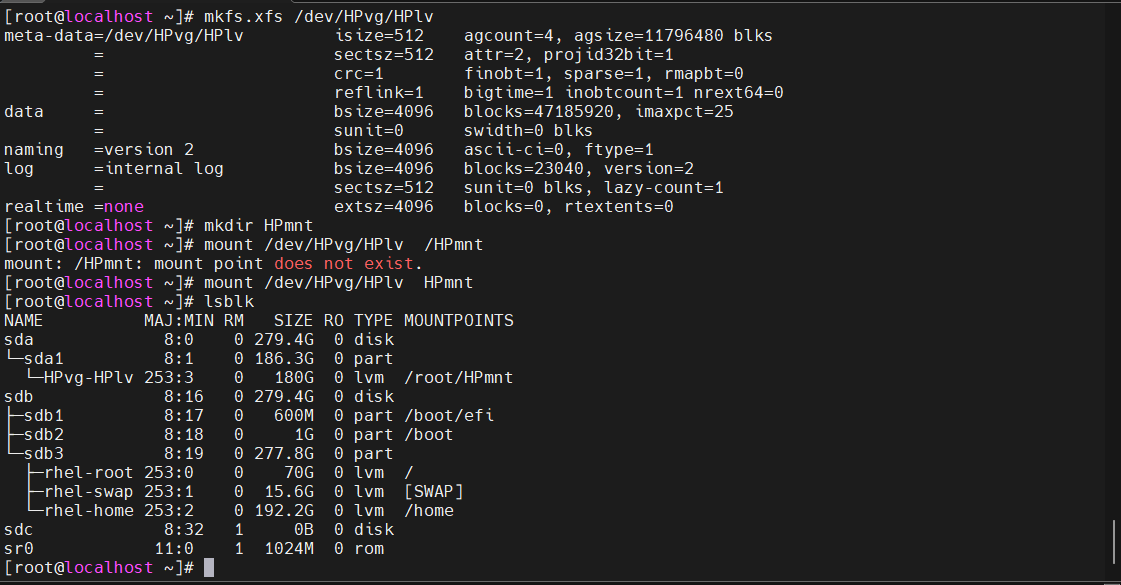 [root@localhost ~]# mkfs.xfs /dev/HPvg/HPlv
meta-data=/dev/HPvg/HPlv         isize=512    agcount=4, agsize=11796480 blks
         =                       sectsz=512   attr=2, projid32bit=1
         =                       crc=1        finobt=1, sparse=1, rmapbt=0
         =                       reflink=1    bigtime=1 inobtcount=1 nrext64=0
data     =                       bsize=4096   blocks=47185920, imaxpct=25
         =                       sunit=0      swidth=0 blks
naming   =version 2              bsize=4096   ascii-ci=0, ftype=1
log      =internal log           bsize=4096   blocks=23040, version=2
         =                       sectsz=512   sunit=0 blks, lazy-count=1
realtime =none                   extsz=4096   blocks=0, rtextents=0
[root@localhost ~]# mkdir HPmnt
[root@localhost ~]# mount /dev/HPvg/HPlv  /HPmnt
mount: /HPmnt: mount point does not exist.
[root@localhost ~]# mount /dev/HPvg/HPlv  HPmnt
[root@localhost ~]# lsblk
NAME          MAJ:MIN RM   SIZE RO TYPE MOUNTPOINTS
sda             8:0    0 279.4G  0 disk
└─sda1          8:1    0 186.3G  0 part
  └─HPvg-HPlv 253:3    0   180G  0 lvm  /root/HPmnt
sdb             8:16   0 279.4G  0 disk
├─sdb1          8:17   0   600M  0 part /boot/efi
├─sdb2          8:18   0     1G  0 part /boot
└─sdb3          8:19   0 277.8G  0 part
  ├─rhel-root 253:0    0    70G  0 lvm  /
  ├─rhel-swap 253:1    0  15.6G  0 lvm  [SWAP]
  └─rhel-home 253:2    0 192.2G  0 lvm  /home
sdc             8:32   1     0B  0 disk
sr0            11:0    1  1024M  0 rom
[root@localhost ~]#